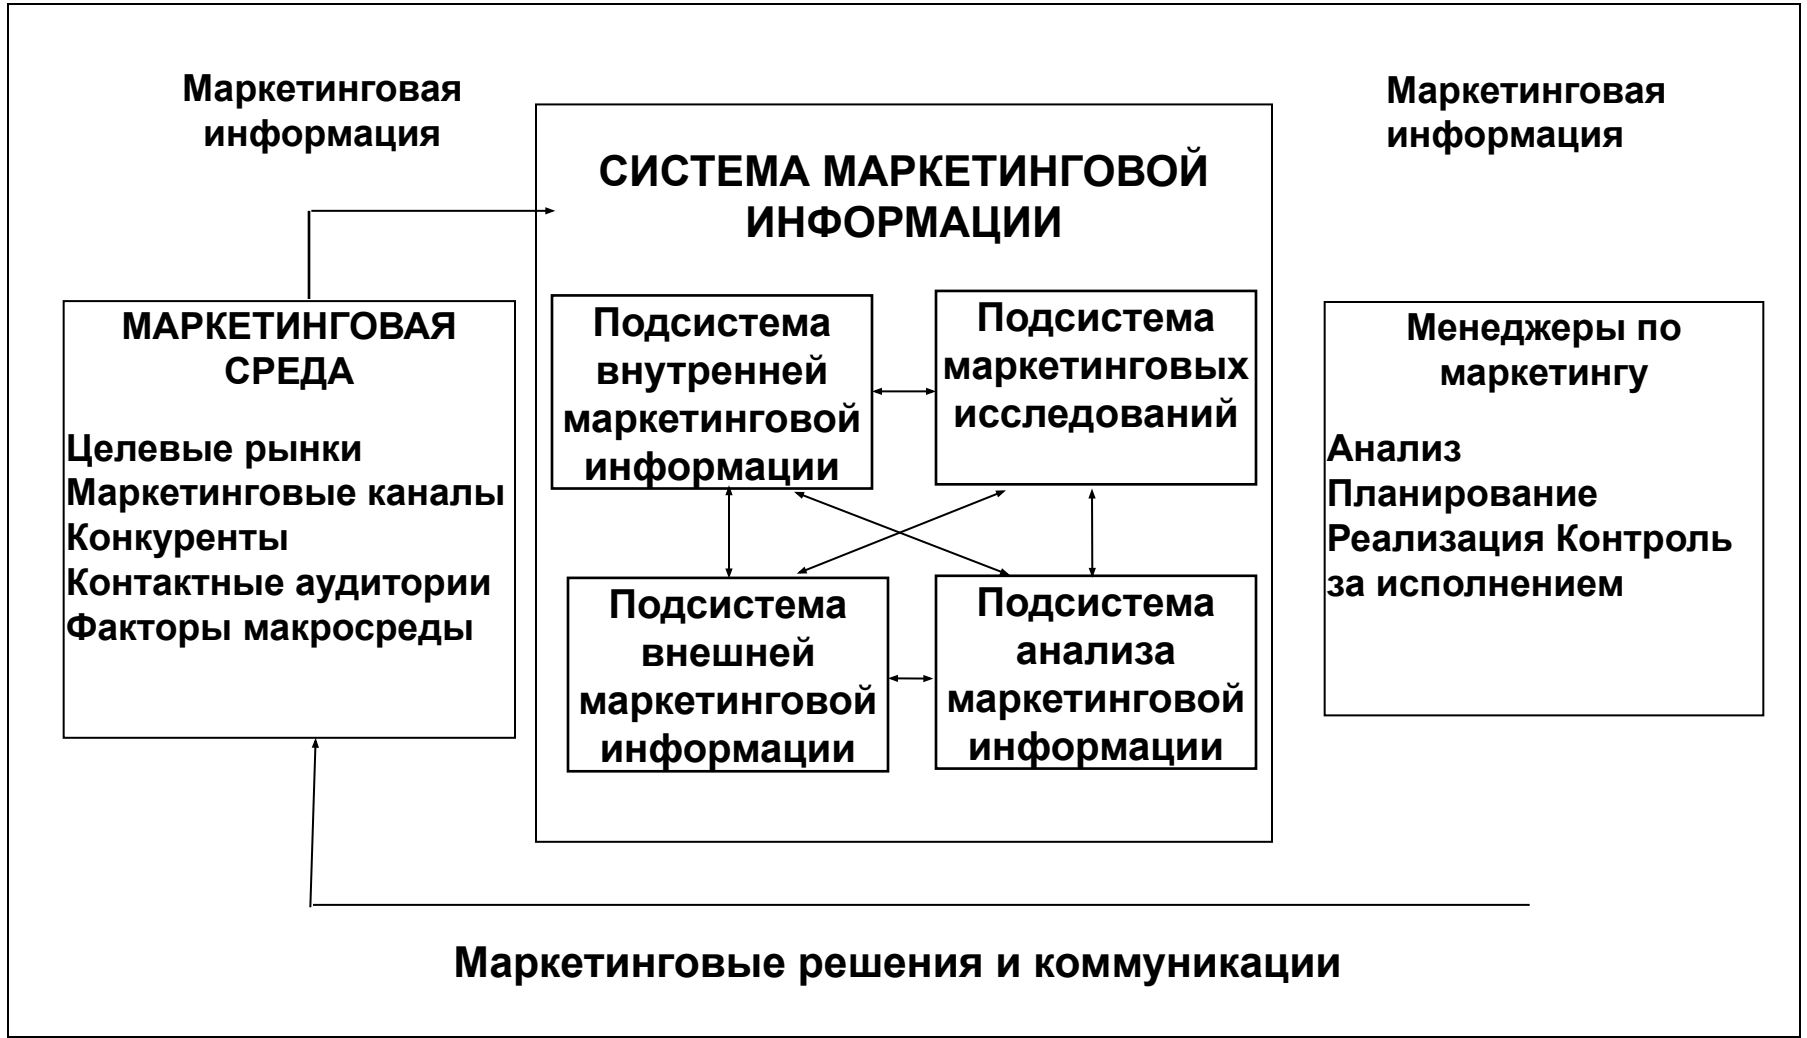 Маркетинговая
информация
Маркетинговая
информация
СИСТЕМА МАРКЕТИНГОВОЙ
ИНФОРМАЦИИ
МАРКЕТИНГОВАЯ
СРЕДА
Целевые рынки
Маркетинговые каналы
Конкуренты
Контактные аудитории
Факторы макросреды
Подсистема
внутренней
маркетинговой
информации
Подсистема
маркетинговых
исследований
Подсистема
внешней
маркетинговой
информации
Подсистема
анализа
маркетинговой
информации
Менеджеры по
маркетингу
Анализ
Планирование
Реализация Контроль
за исполнением
Маркетинговые решения и коммуникации